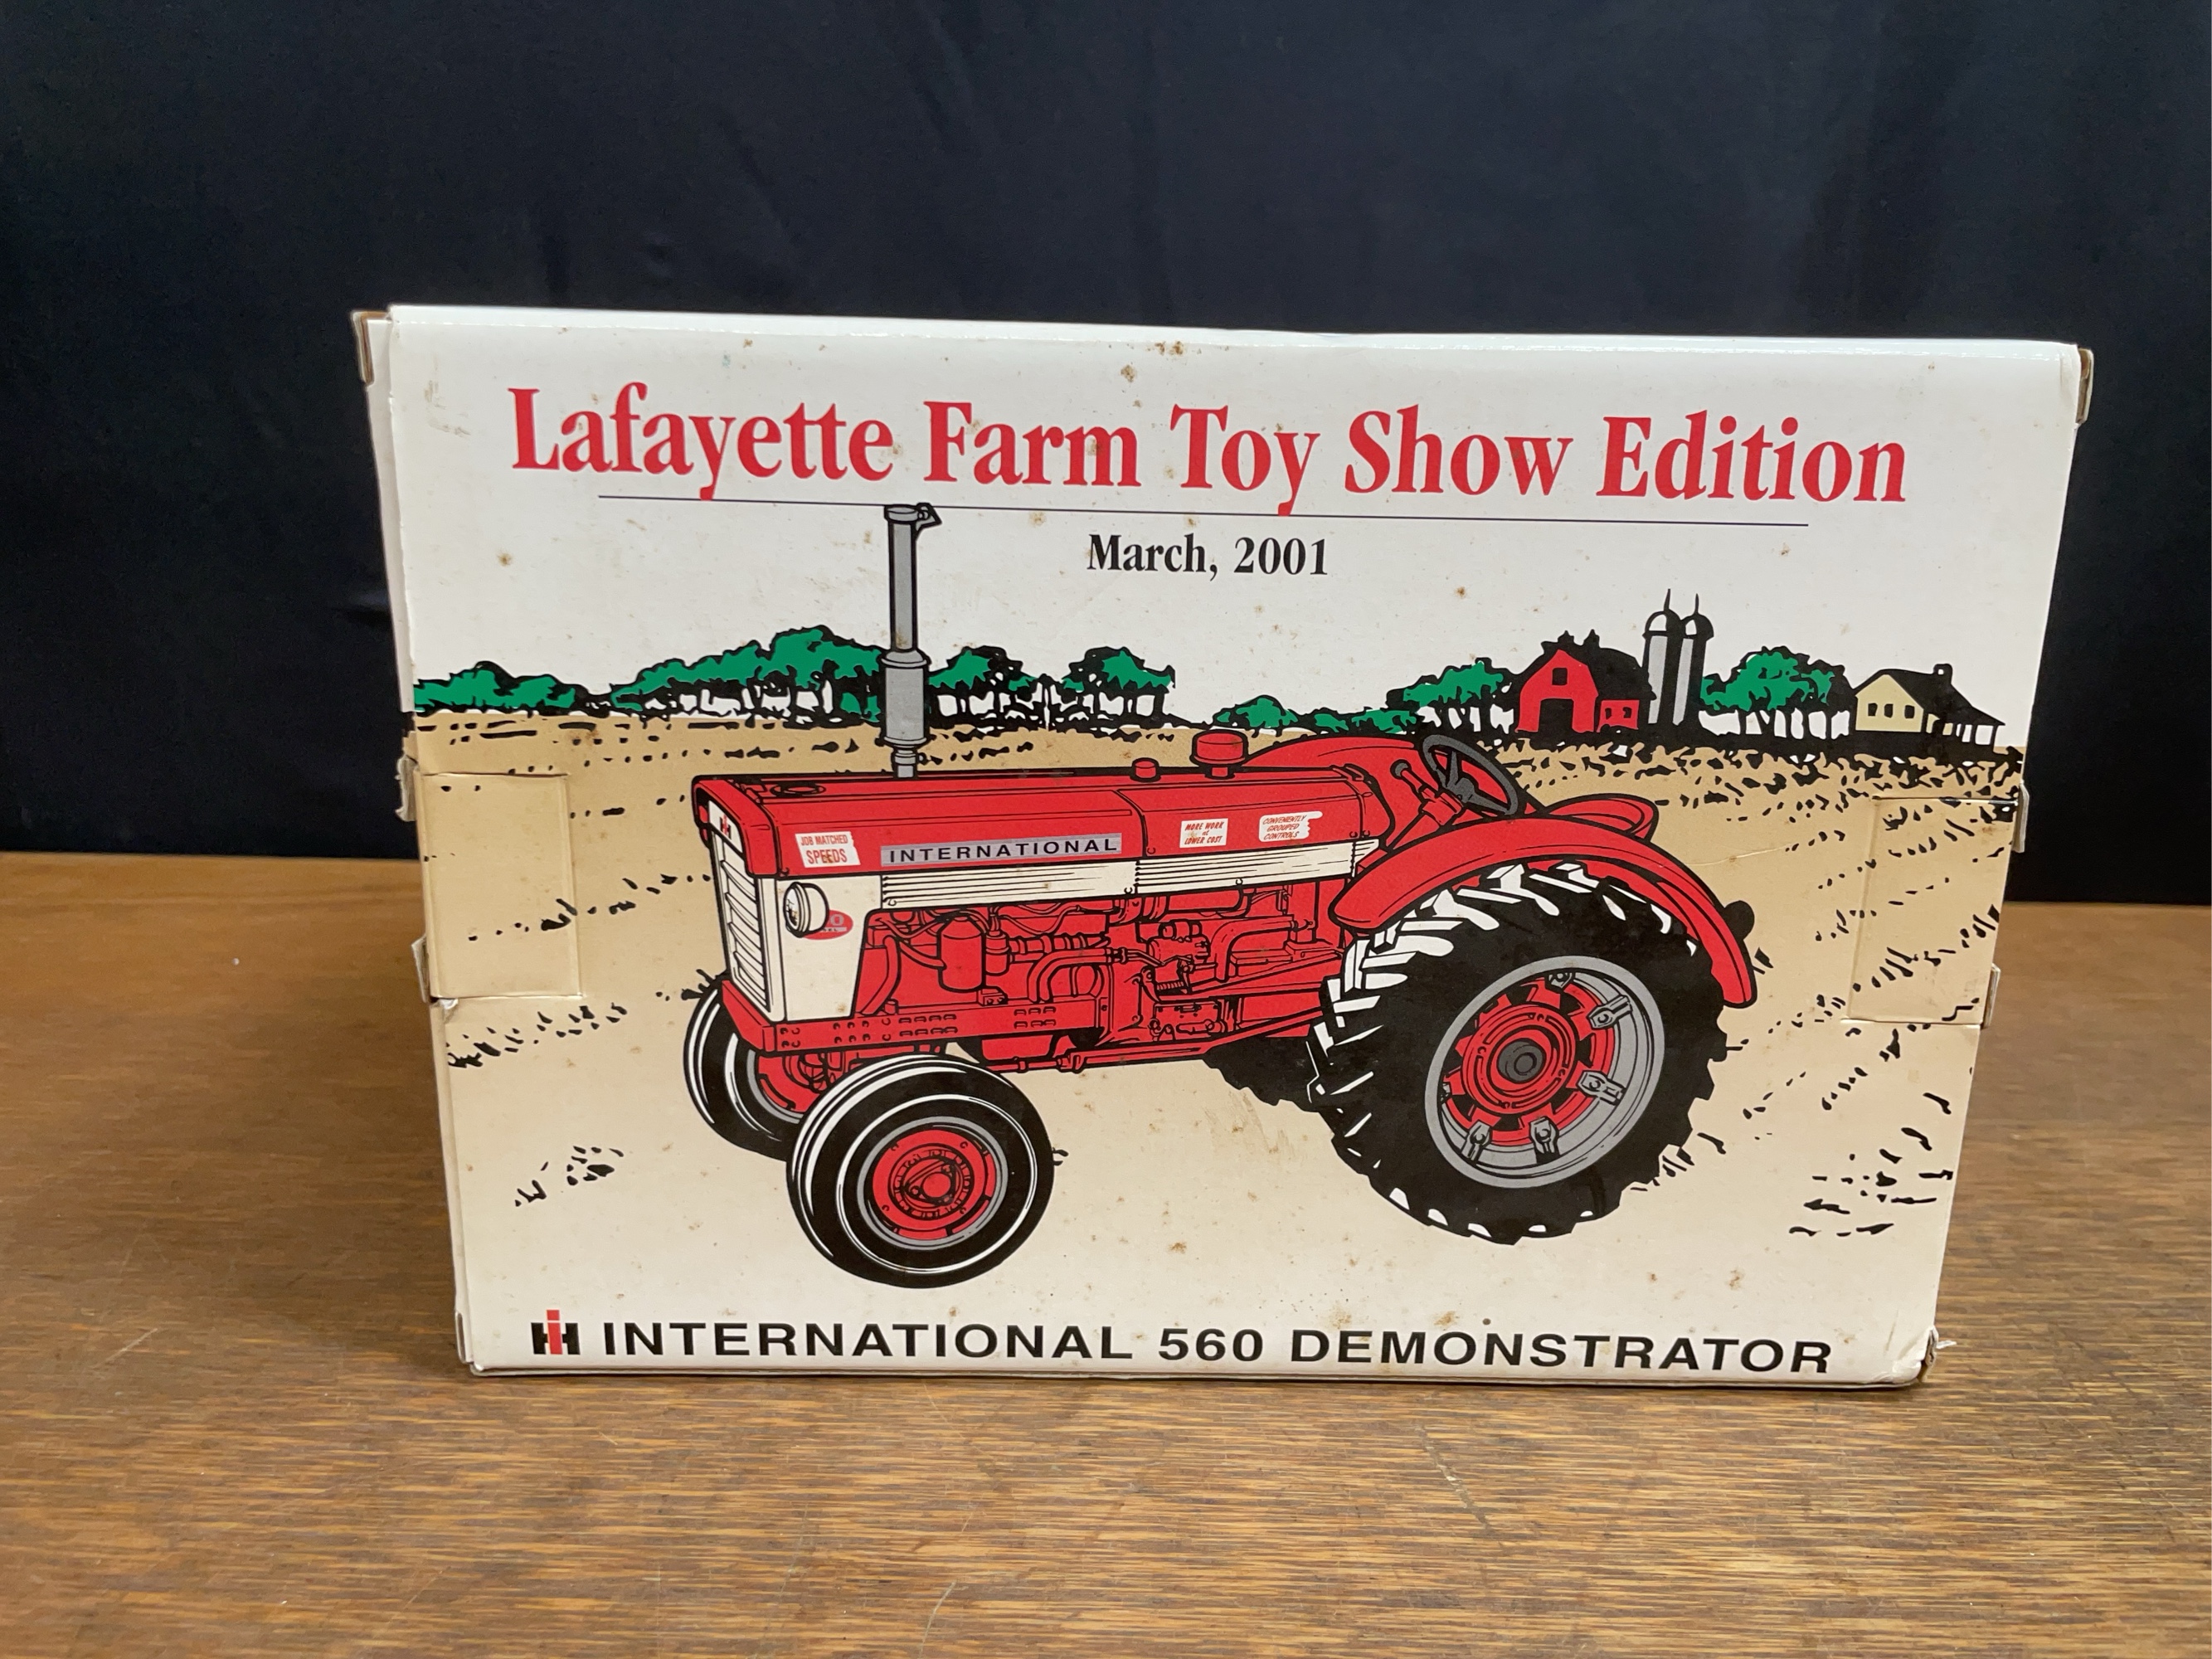 Lafayette Farm Toy Show Edition
March, 2001
JOB MATCHED
SPEEDS
INTERNATIONAL
MORE WORK
at
LOWER COST
CONVENIENTLY
GROUPED
CONTROLS
IH INTERNATIONAL 560 DEMONSTRATOR